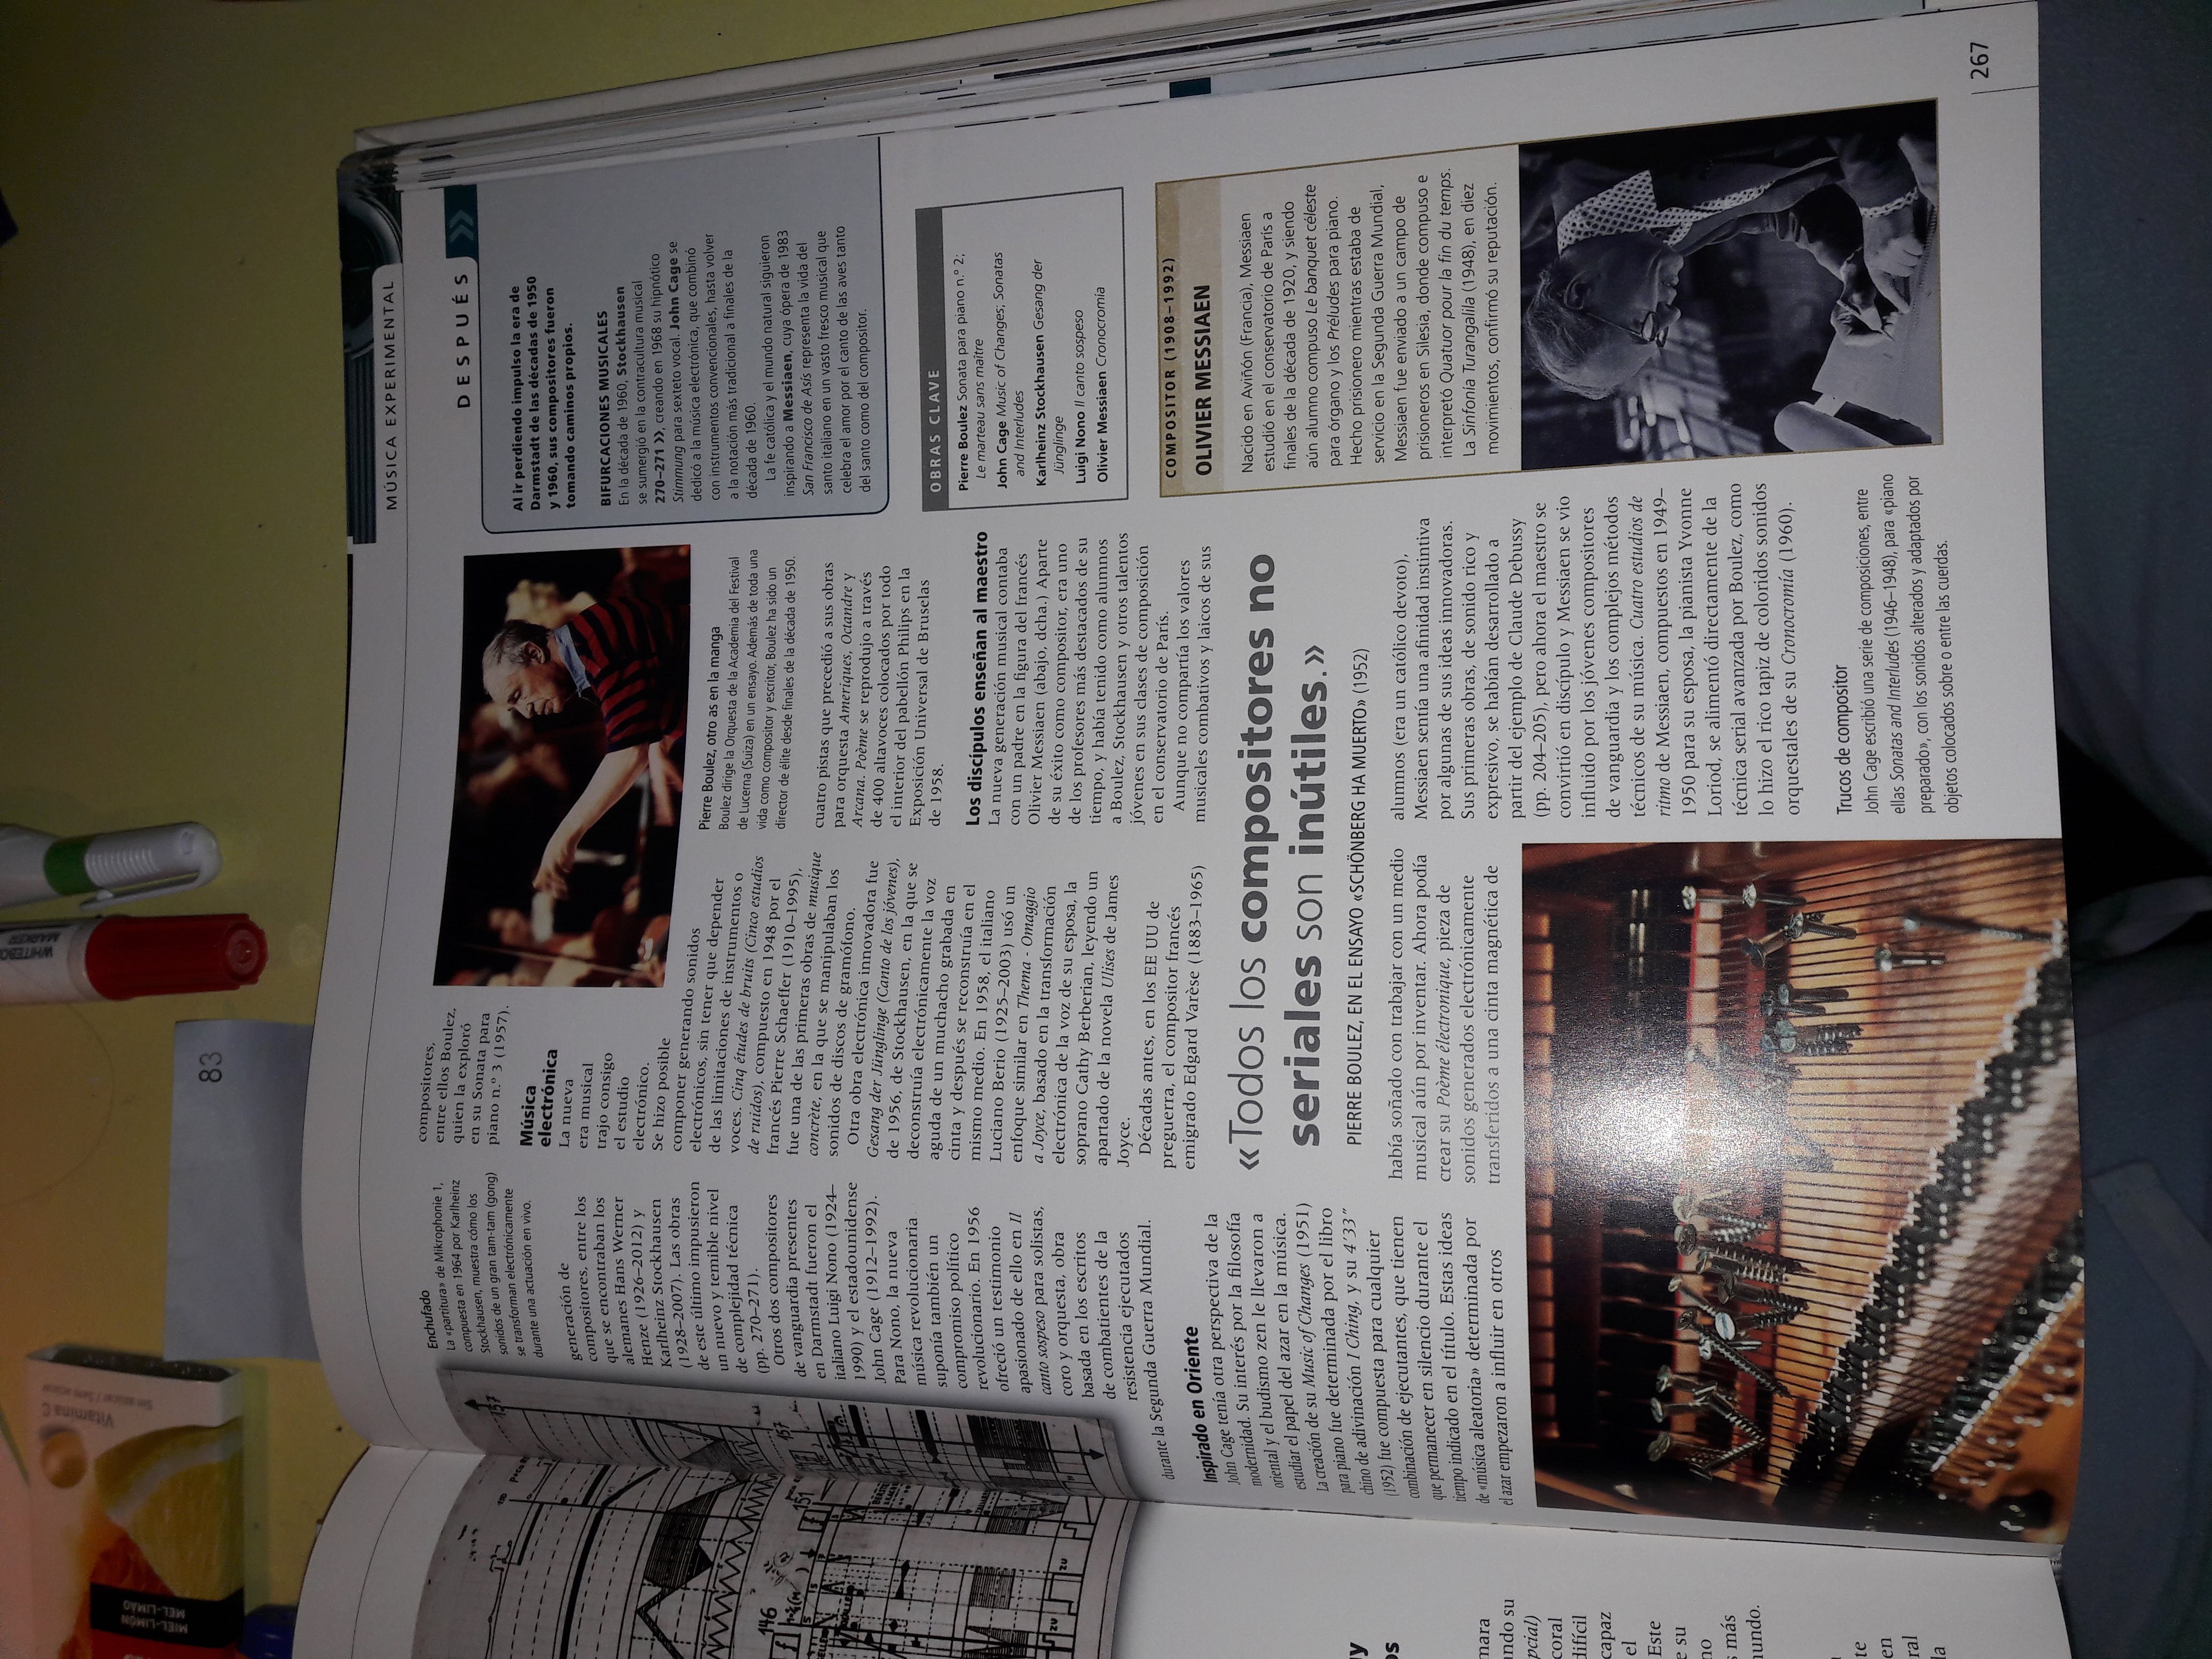 Vitamina C
Sin azúcar / Sem açúcar
MIEL-LIMÓN
MEL-LIMÃO
WHITEBO
MARKER
83
MÚSICA EXPERIMENTAL
Enchufado
La «partitura» de Mikrophonie 1,
compuesta en 1964 por Karlheinz
Stockhausen, muestra cómo los
sonidos de un gran tam-tam (gong)
se transforman electrónicamente
durante una actuación en vivo.
generación de
compositores, entre los
que se encontraban los
alemanes Hans Werner
Henze (1926–2012) y
Karlheinz Stockhausen
(1928–2007). Las obras
de este último impusieron
un nuevo y temible nivel
de complejidad técnica
(pp. 270–271).
Otros dos compositores
de vanguardia presentes
en Darmstadt fueron el
italiano Luigi Nono (1924–
1990) y el estadounidense
John Cage (1912–1992).
Para Nono, la nueva
música revolucionaria
suponía también un
compromiso político
revolucionario. En 1956
ofreció un testimonio
apasionado de ello en Il
canto sospeso para solistas,
coro y orquesta, obra
basada en los escritos
de combatientes de la
resistencia ejecutados
durante la Segunda Guerra Mundial.
Inspirado en Oriente
John Cage tenía otra perspectiva de la
modernidad. Su interés por la filosofía
oriental y el budismo zen le llevaron a
estudiar el papel del azar en la música.
La creación de su Music of Changes (1951)
para piano fue determinada por el libro
chino de adivinación I Ching, y su 4'33"
(1952) fue compuesta para cualquier
combinación de ejecutantes, que tienen
que permanecer en silencio durante el
tiempo indicado en el título. Estas ideas
de «música aleatoria» determinada por
el azar empezaron a influir en otros
compositores,
entre ellos Boulez,
quien la exploró
en su Sonata para
piano n.º 3 (1957).
Música
electrónica
La nueva
era musical
trajo consigo
el estudio
electrónico.
Se hizo posible
componer generando sonidos
electrónicos, sin tener que depender
de las limitaciones de instrumentos o
voces. Cinq études de bruits (Cinco estudios
de ruidos), compuesto en 1948 por el
francés Pierre Schaeffer (1910–1995),
fue una de las primeras obras de musique
concrète, en la que se manipulaban los
sonidos de discos de gramófono.
Otra obra electrónica innovadora fue
Gesang der Jünglinge (Canto de los jóvenes),
de 1956, de Stockhausen, en la que se
deconstruía electrónicamente la voz
aguda de un muchacho grabada en
cinta y después se reconstruía en el
mismo medio. En 1958, el italiano
Luciano Berio (1925–2003) usó un
enfoque similar en Thema - Omaggio
a Joyce, basado en la transformación
electrónica de la voz de su esposa, la
soprano Cathy Berberian, leyendo un
apartado de la novela Ulises de James
Joyce.
Décadas antes, en los EE UU de
preguerra, el compositor francés
emigrado Edgard Varèse (1883–1965)
«Todos los compositores no
seriales son inútiles.»
PIERRE BOULEZ, EN EL ENSAYO «SCHÖNBERG HA MUERTO» (1952)
había soñado con trabajar con un medio
musical aún por inventar. Ahora podía
crear su Poème électronique, pieza de
sonidos generados electrónicamente
transferidos a una cinta magnética de
Pierre Boulez, otro as en la manga
Boulez dirige la Orquesta de la Academia del Festival
de Lucerna (Suiza) en un ensayo. Además de toda una
vida como compositor y escritor, Boulez ha sido un
director de élite desde finales de la década de 1950.
cuatro pistas que precedió a sus obras
para orquesta Ameriques, Octandre y
Arcana. Poème se reprodujo a través
de 400 altavoces colocados por todo
el interior del pabellón Philips en la
Exposición Universal de Bruselas
de 1958.
Los discípulos enseñan al maestro
La nueva generación musical contaba
con un padre en la figura del francés
Olivier Messiaen (abajo, dcha.) Aparte
de su éxito como compositor, era uno
de los profesores más destacados de su
tiempo, y había tenido como alumnos
a Boulez, Stockhausen y otros talentos
jóvenes en sus clases de composición
en el conservatorio de París.
Aunque no compartía los valores
musicales combativos y laicos de sus
alumnos (era un católico devoto),
Messiaen sentía una afinidad instintiva
por algunas de sus ideas innovadoras.
Sus primeras obras, de sonido rico y
expresivo, se habían desarrollado a
partir del ejemplo de Claude Debussy
(pp. 204–205), pero ahora el maestro se
convirtió en discípulo y Messiaen se vio
influido por los jóvenes compositores
de vanguardia y los complejos métodos
técnicos de su música. Cuatro estudios de
ritmo de Messiaen, compuestos en 1949–
1950 para su esposa, la pianista Yvonne
Loriod, se alimentó directamente de la
técnica serial avanzada por Boulez, como
lo hizo el rico tapiz de coloridos sonidos
orquestales de su Cronocromía (1960).
Trucos de compositor
John Cage escribió una serie de composiciones, entre
ellas Sonatas and Interludes (1946–1948), para «piano
preparado», con los sonidos alterados y adaptados por
objetos colocados sobre o entre las cuerdas.
DESPUÉS »
Al ir perdiendo impulso la era de
Darmstadt de las décadas de 1950
y 1960, sus compositores fueron
tomando caminos propios.
BIFURCACIONES MUSICALES
En la década de 1960, Stockhausen
se sumergió en la contracultura musical
270–271 », creando en 1968 su hipnótico
Stimmung para sexteto vocal. John Cage se
dedicó a la música electrónica, que combinó
con instrumentos convencionales, hasta volver
a la notación más tradicional a finales de la
década de 1960.
La fe católica y el mundo natural siguieron
inspirando a Messiaen, cuya ópera de 1983
San Francisco de Asís representa la vida del
santo italiano en un vasto fresco musical que
celebra el amor por el canto de las aves tanto
del santo como del compositor.
OBRAS CLAVE
Pierre Boulez Sonata para piano n.º 2;
Le marteau sans maître
John Cage Music of Changes; Sonatas
and Interludes
Karlheinz Stockhausen Gesang der
Jünglinge
Luigi Nono Il canto sospeso
Olivier Messiaen Cronocromía
COMPOSITOR (1908–1992)
OLIVIER MESSIAEN
Nacido en Aviñón (Francia), Messiaen
estudió en el conservatorio de París a
finales de la década de 1920, y siendo
aún alumno compuso Le banquet céleste
para órgano y los Préludes para piano.
Hecho prisionero mientras estaba de
servicio en la Segunda Guerra Mundial,
Messiaen fue enviado a un campo de
prisioneros en Silesia, donde compuso e
interpretó Quatuor pour la fin du temps.
La Sinfonía Turangalila (1948), en diez
movimientos, confirmó su reputación.
267
146
151
157
157
mara
ando su
pcial)
coral
difícil
capaz
el
Este
e su
no
s más
mundo.
te
en
ral
la